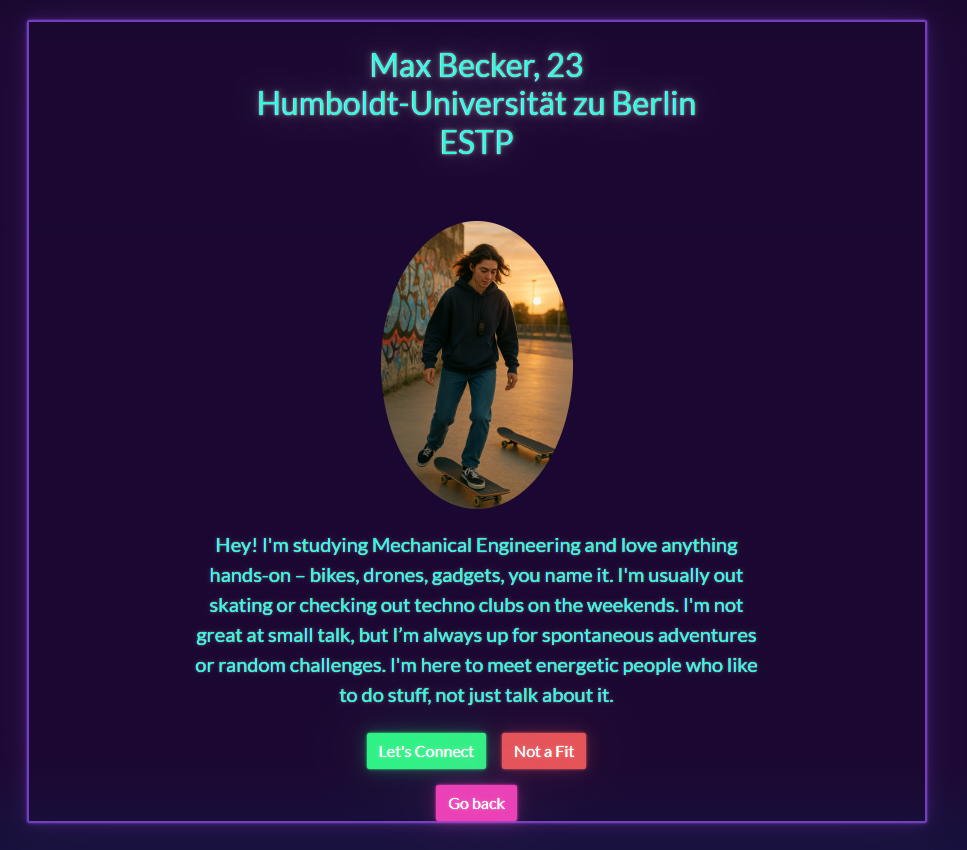 Max Becker, 23
Humboldt-Universität zu Berlin
ESTP
Hey! I'm studying Mechanical Engineering and love anything
hands-on – bikes, drones, gadgets, you name it. I'm usually out
skating or checking out techno clubs on the weekends. I'm not
great at small talk, but I’m always up for spontaneous adventures
or random challenges. I'm here to meet energetic people who like
to do stuff, not just talk about it.
Let's Connect
Not a Fit
Go back